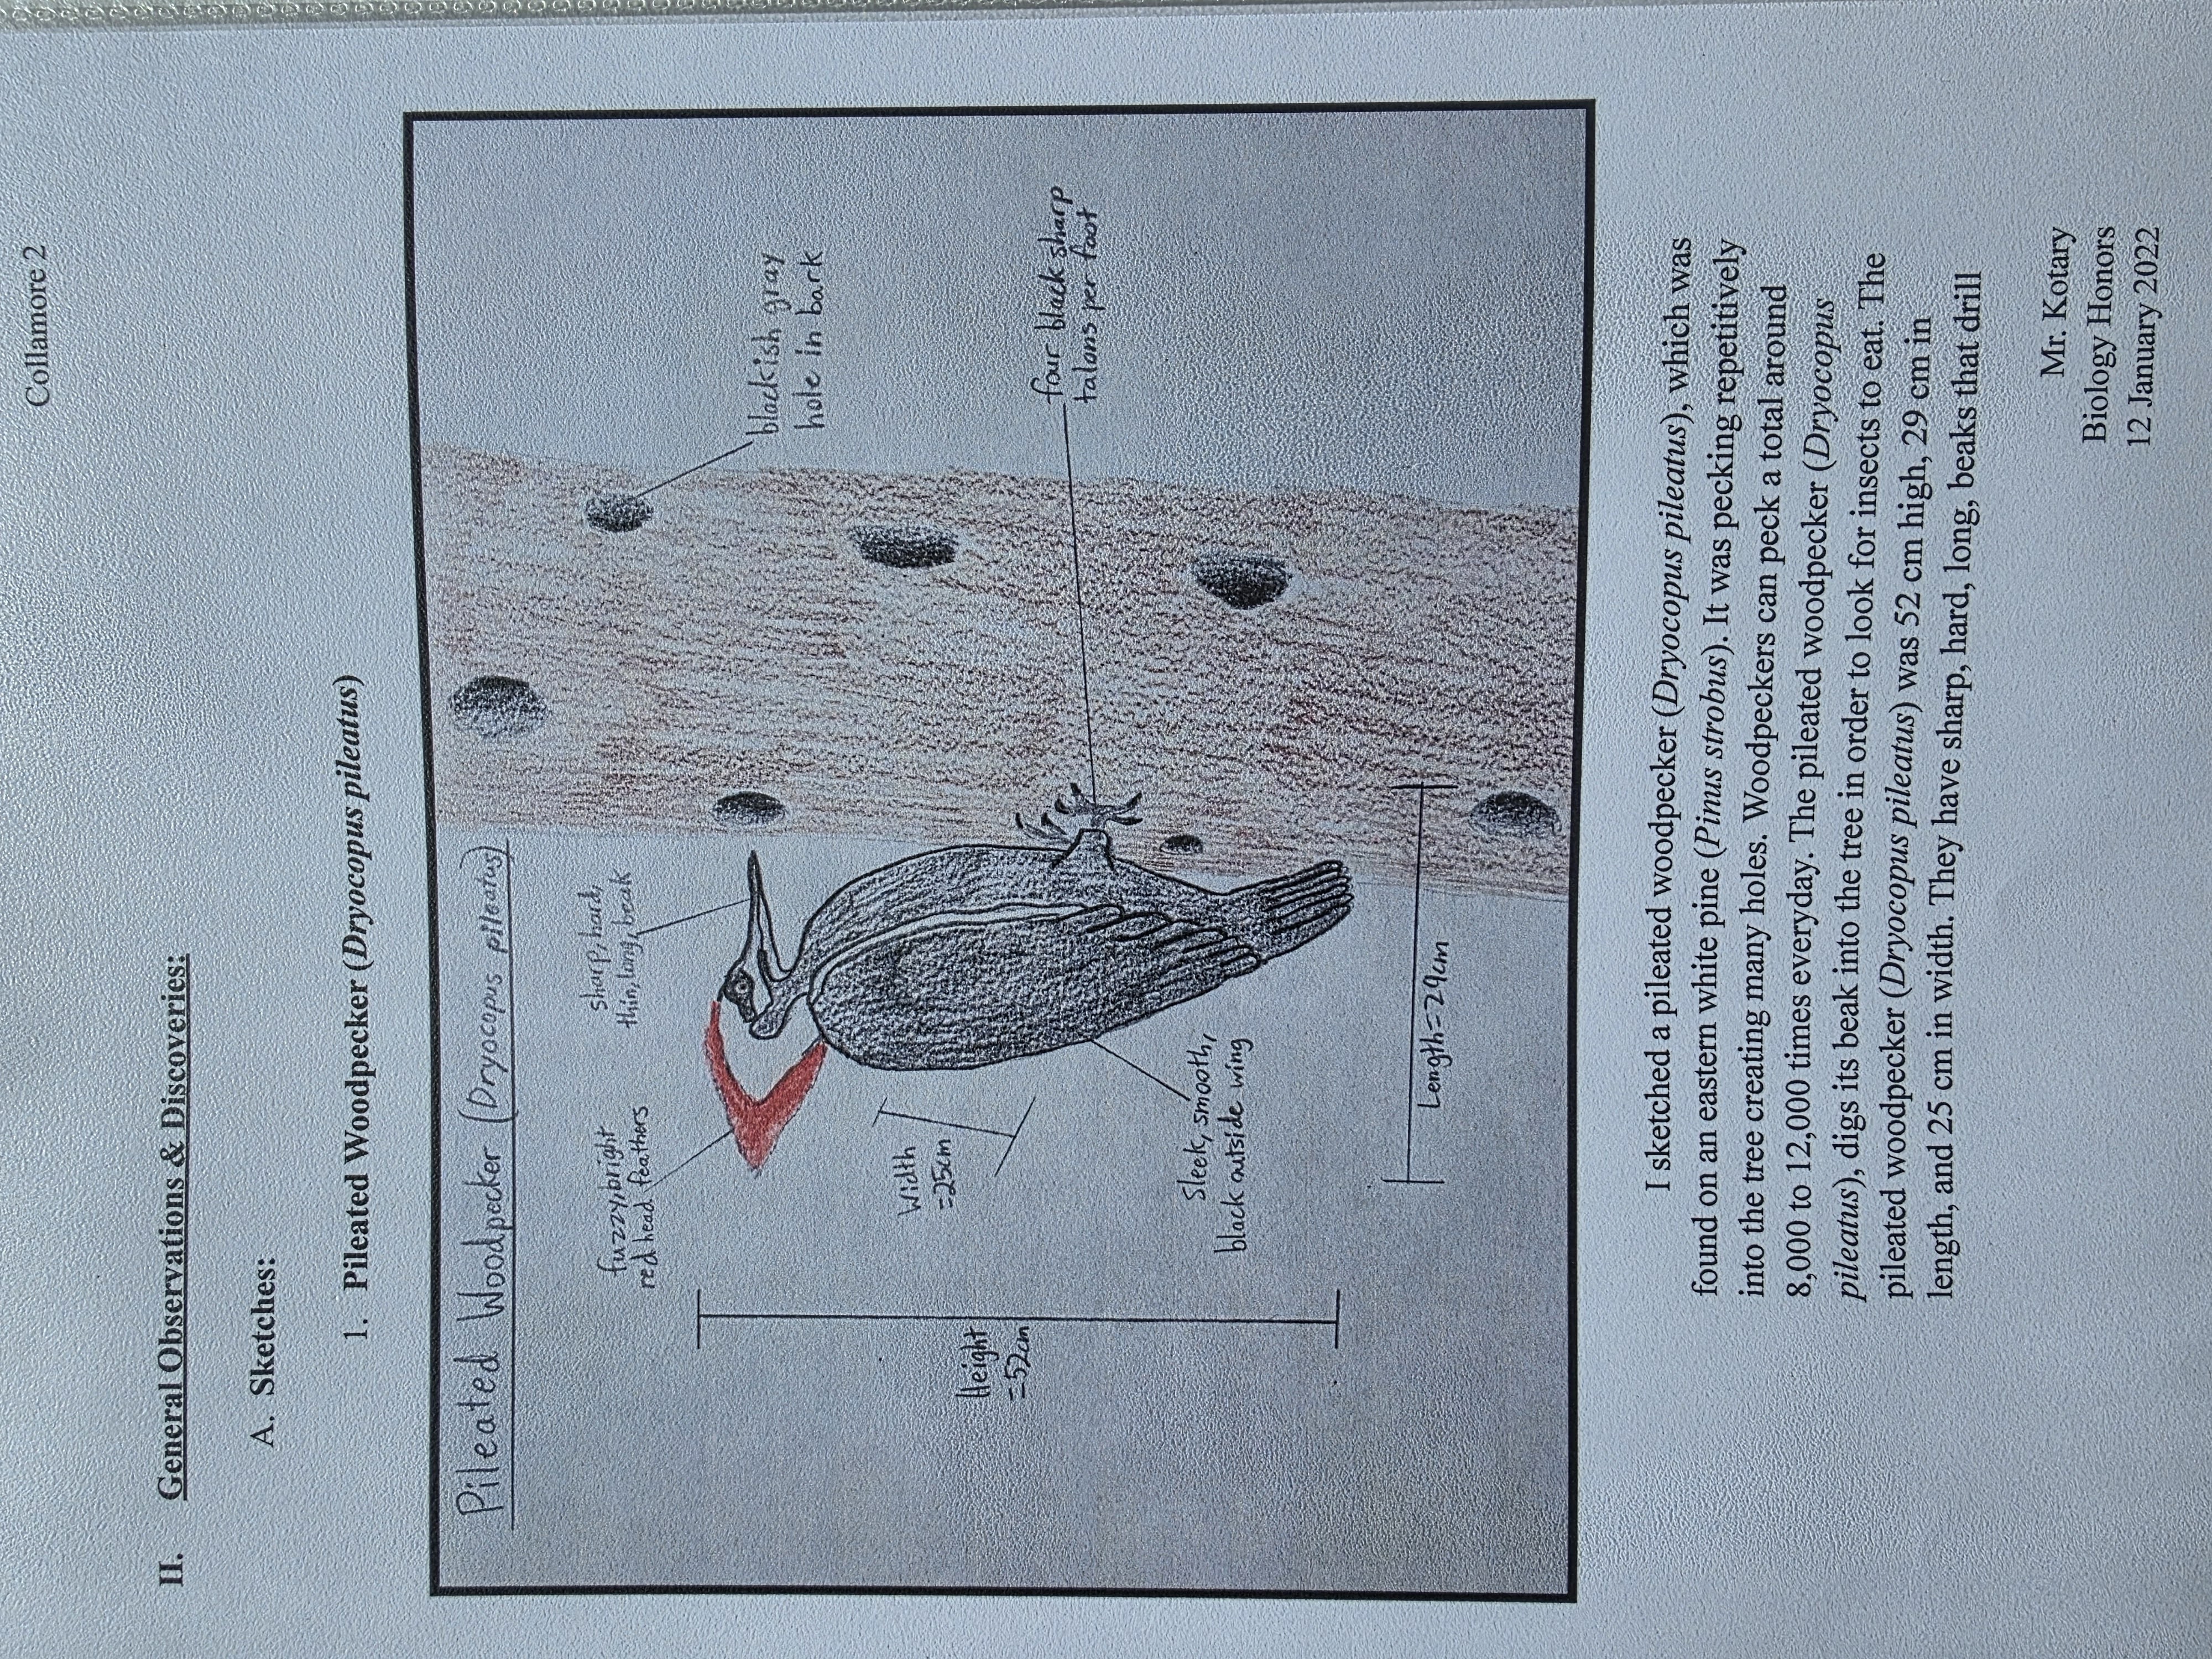 Collamore 2
II. General Observations & Discoveries:
A. Sketches:
1. Pileated Woodpecker (Dryocopus pileatus)
Pileated Woodpecker (Dryocopus pileatus)
fuzzy, bright
red head feathers
sharp, hard,
thin, long, beak
blackish gray
hole in bark
Width
=25cm
Height
=52cm
four black sharp
talons per foot
Sleek, smooth,
black outside wing
Length=29cm
I sketched a pileated woodpecker (Dryocopus pileatus), which was
found on an eastern white pine (Pinus strobus). It was pecking repetitively
into the tree creating many holes. Woodpeckers can peck a total around
8,000 to 12,000 times everyday. The pileated woodpecker (Dryocopus
pileatus), digs its beak into the tree in order to look for insects to eat. The
pileated woodpecker (Dryocopus pileatus) was 52 cm high, 29 cm in
length, and 25 cm in width. They have sharp, hard, long, beaks that drill
Mr. Kotary
Biology Honors
12 January 2022